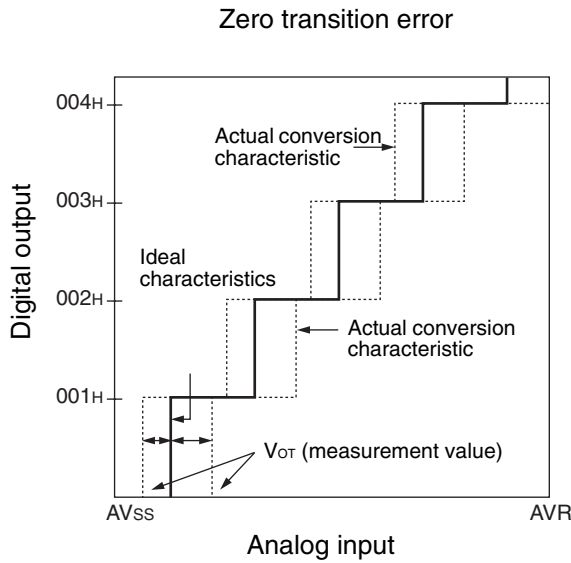 Zero transition error
004H
Actual conversion
characteristic
003H
Ideal
characteristics
002H
Actual conversion
characteristic
001H
VOT (measurement value)
AVSS
AVR
Analog input
Digital output